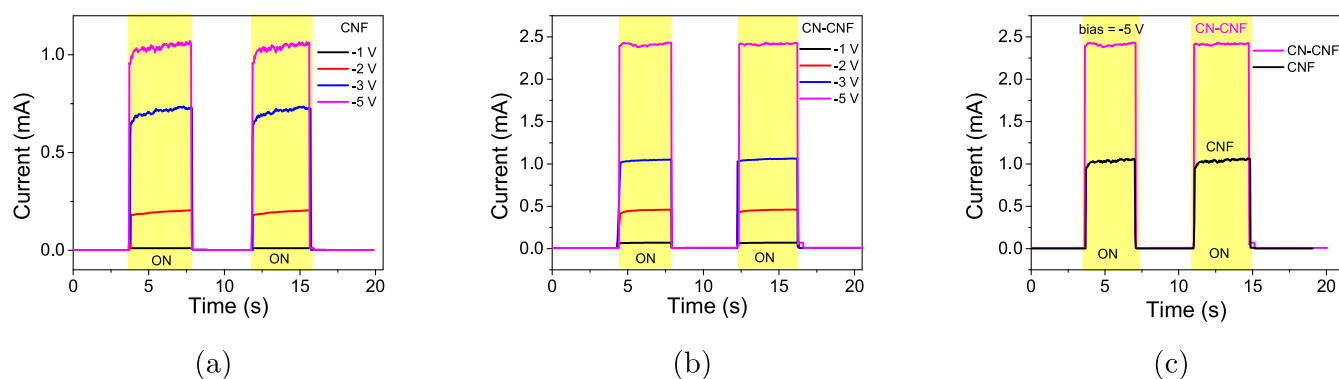 CNF
-1 V
-2 V
-3 V
-5 V
1.0
0.5
0.0
Current (mA)
ON
ON
0
5
10
15
20
Time (s)
(a)
CN-CNF
-1 V
-2 V
-3 V
-5 V
2.5
2.0
1.5
1.0
0.5
0.0
Current (mA)
ON
ON
0
5
10
15
20
Time (s)
(b)
bias = -5 V
CN-CNF
CN-CNF
CNF
CNF
2.5
2.0
1.5
1.0
0.5
0.0
Current (mA)
ON
ON
0
5
10
15
20
Time (s)
(c)